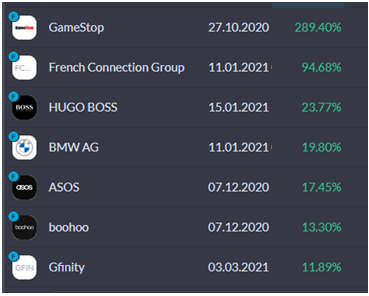 F GameStop GameStop 27.10.2020 289.40%
F FC... French Connection Group 11.01.2021 94.68%
F BOSS HUGO BOSS 15.01.2021 23.77%
F BMW AG 11.01.2021 19.80%
F asos ASOS 07.12.2020 17.45%
F boohoo boohoo 07.12.2020 13.30%
F GFIN Gfinity 03.03.2021 11.89%